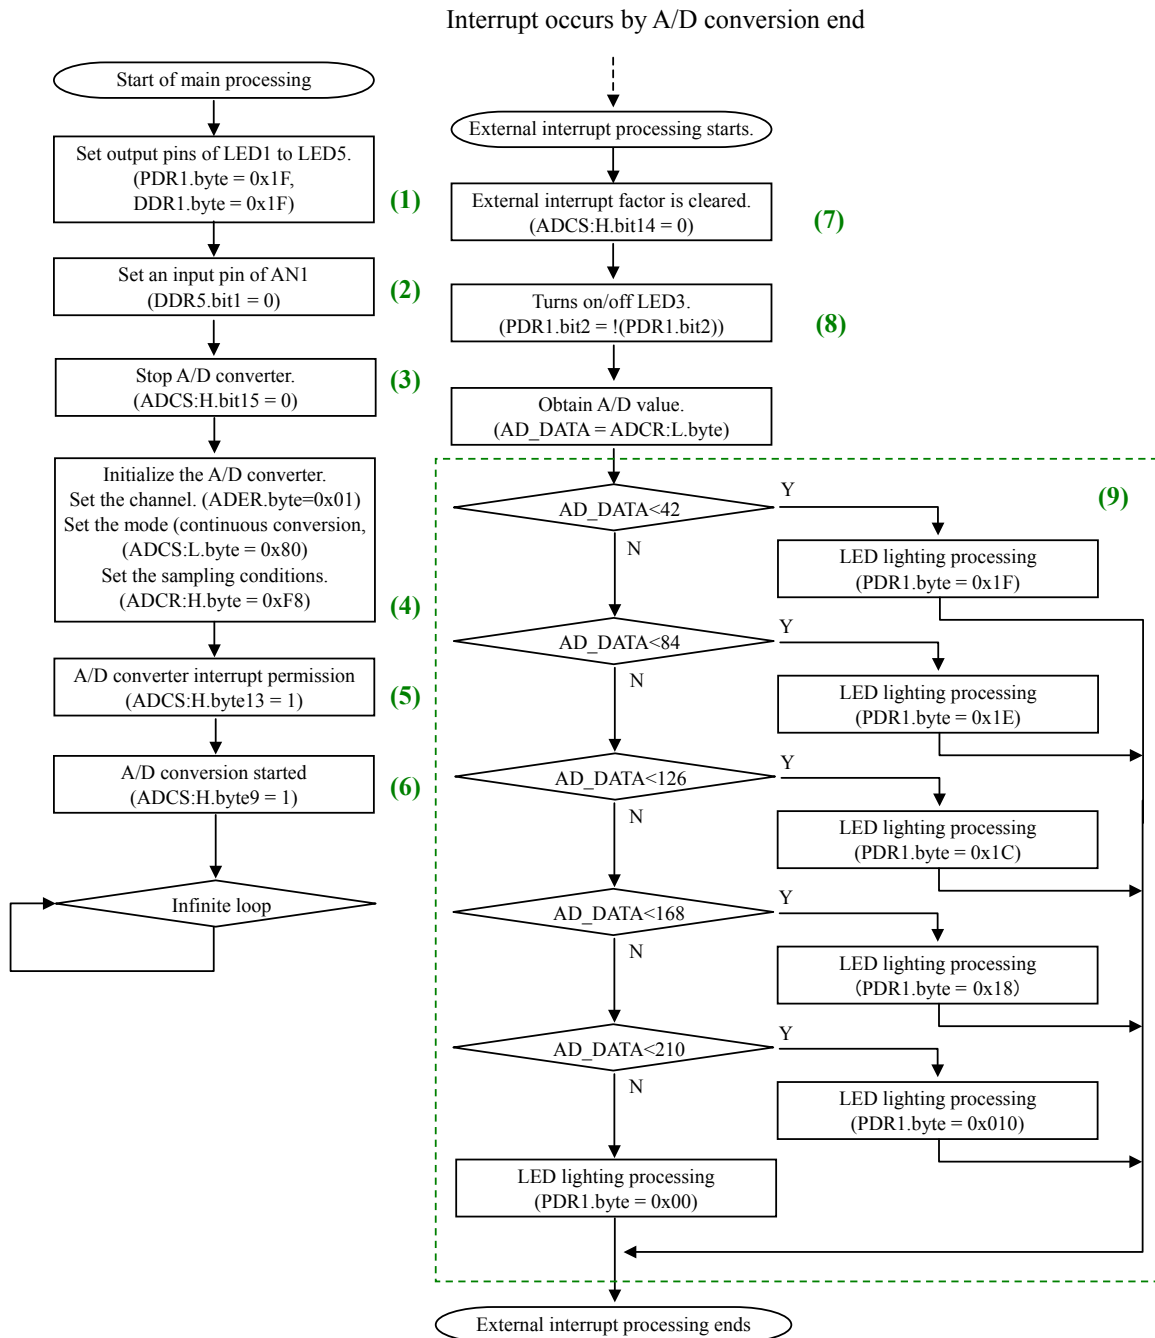 Interrupt occurs by A/D conversion end
Start of main processing
Set output pins of LED1 to LED5.
(PDR1.byte = 0x1F,
DDR1.byte = 0x1F)
(1)
Set an input pin of AN1
(DDR5.bit1 = 0)
(2)
Stop A/D converter.
(ADCS:H.bit15 = 0)
(3)
Initialize the A/D converter.
Set the channel. (ADER.byte=0x01)
Set the mode (continuous conversion,
(ADCS:L.byte = 0x80)
Set the sampling conditions.
(ADCR:H.byte = 0xF8)
(4)
A/D converter interrupt permission
(ADCS:H.byte13 = 1)
(5)
A/D conversion started
(ADCS:H.byte9 = 1)
(6)
Infinite loop
External interrupt processing starts.
External interrupt factor is cleared.
(ADCS:H.bit14 = 0)
(7)
Turns on/off LED3.
(PDR1.bit2 = !(PDR1.bit2))
(8)
Obtain A/D value.
(AD_DATA = ADCR:L.byte)
(9)
AD_DATA<42
Y
N
LED lighting processing
(PDR1.byte = 0x1F)
AD_DATA<84
Y
N
LED lighting processing
(PDR1.byte = 0x1E)
AD_DATA<126
Y
N
LED lighting processing
(PDR1.byte = 0x1C)
AD_DATA<168
Y
N
LED lighting processing
(PDR1.byte = 0x18)
AD_DATA<210
Y
N
LED lighting processing
(PDR1.byte = 0x010)
LED lighting processing
(PDR1.byte = 0x00)
External interrupt processing ends